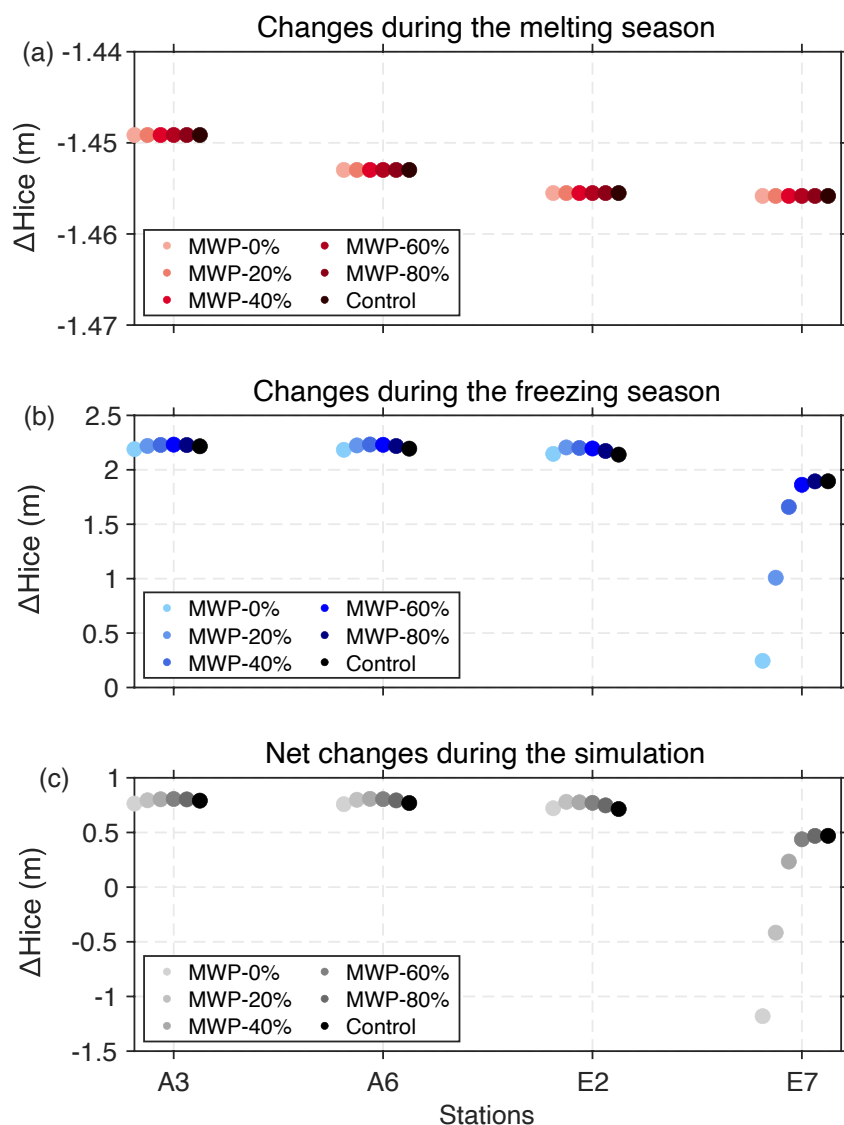 Changes during the melting season
(a)
-1.44
-1.45
-1.46
-1.47
ΔHice (m)
MWP-0% MWP-60%
MWP-20% MWP-80%
MWP-40% Control
Changes during the freezing season
(b)
2.5
2
1.5
1
0.5
0
ΔHice (m)
MWP-0% MWP-60%
MWP-20% MWP-80%
MWP-40% Control
Net changes during the simulation
(c)
1
0.5
0
-0.5
-1
-1.5
ΔHice (m)
MWP-0% MWP-60%
MWP-20% MWP-80%
MWP-40% Control
A3 A6 E2 E7
Stations